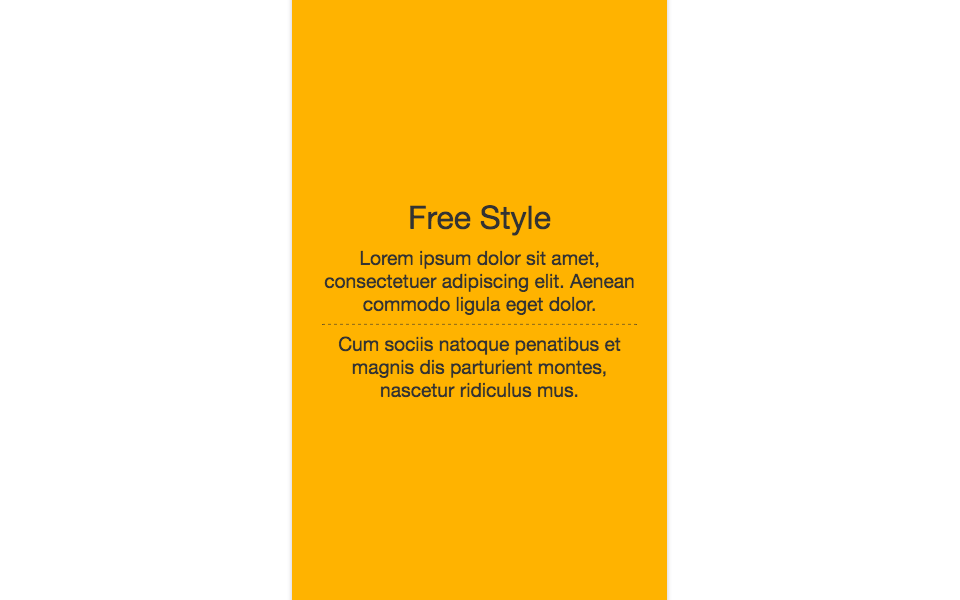 Free Style
Lorem ipsum dolor sit amet,
consectetuer adipiscing elit. Aenean
commodo ligula eget dolor.
Cum sociis natoque penatibus et
magnis dis parturient montes,
nascetur ridiculus mus.